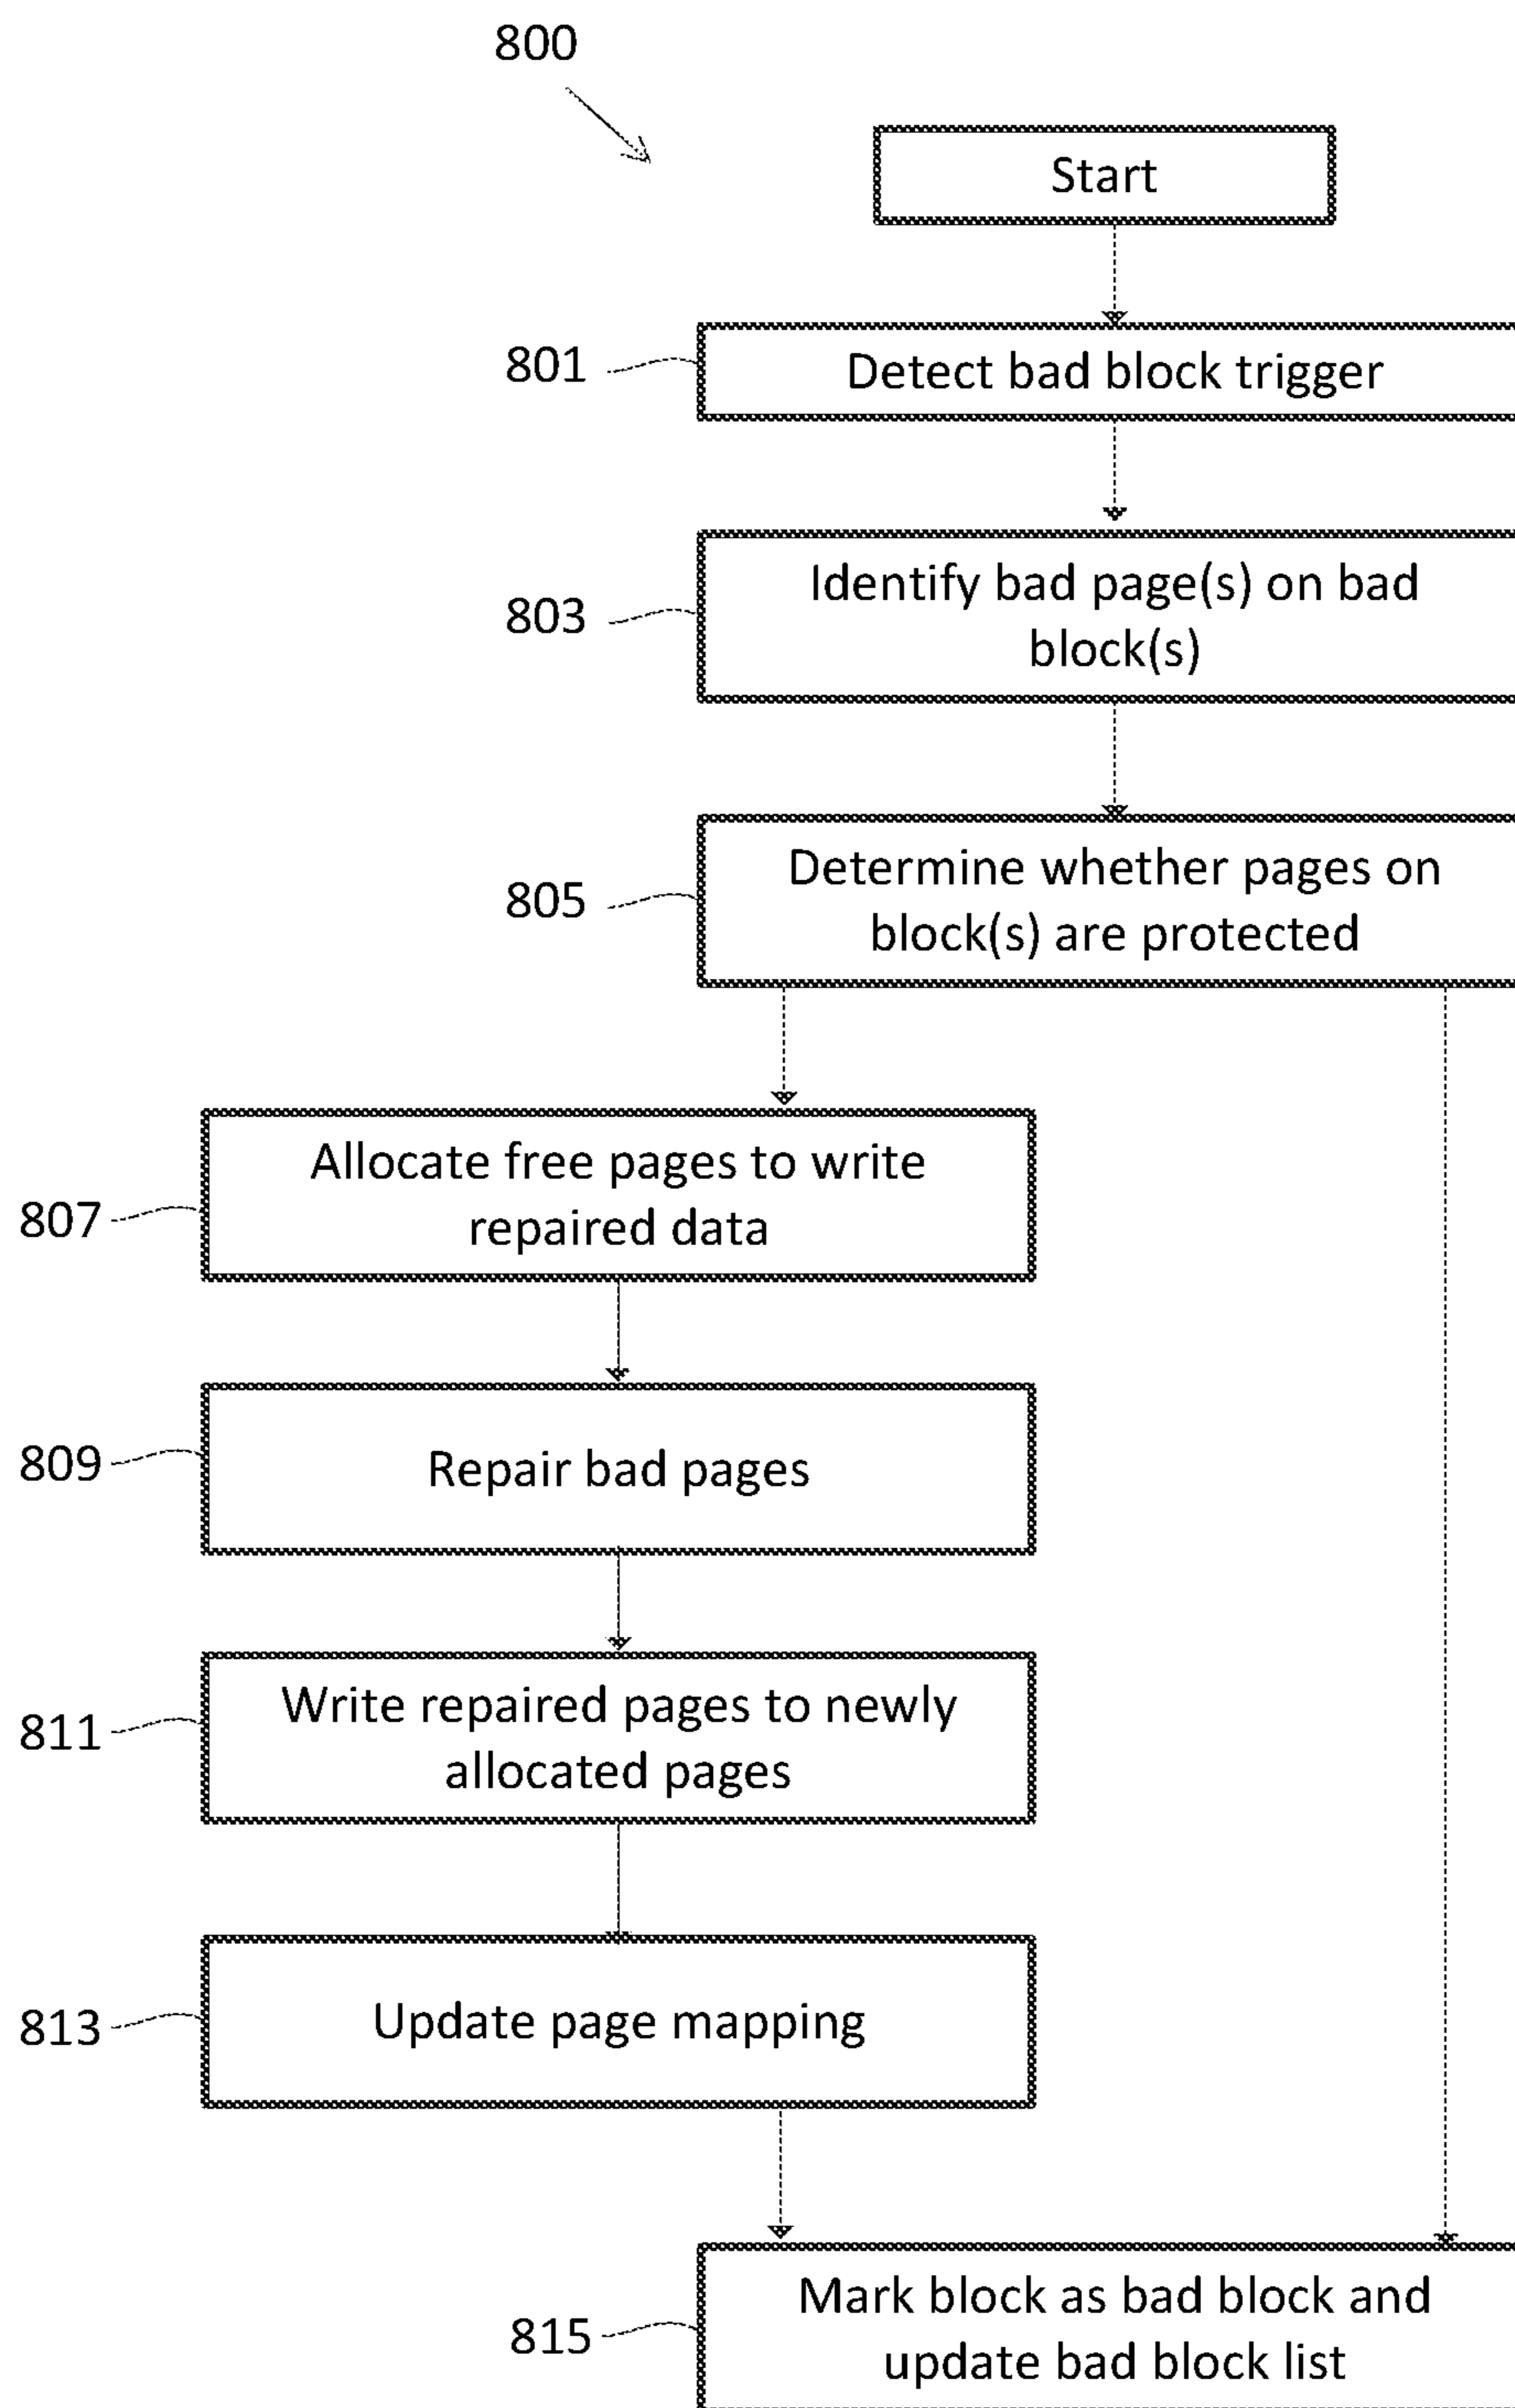 800
Start
801
Detect bad block trigger
803
Identify bad page(s) on bad
block(s)
805
Determine whether pages on
block(s) are protected
807
Allocate free pages to write
repaired data
809
Repair bad pages
811
Write repaired pages to newly
allocated pages
813
Update page mapping
815
Mark block as bad block and
update bad block list